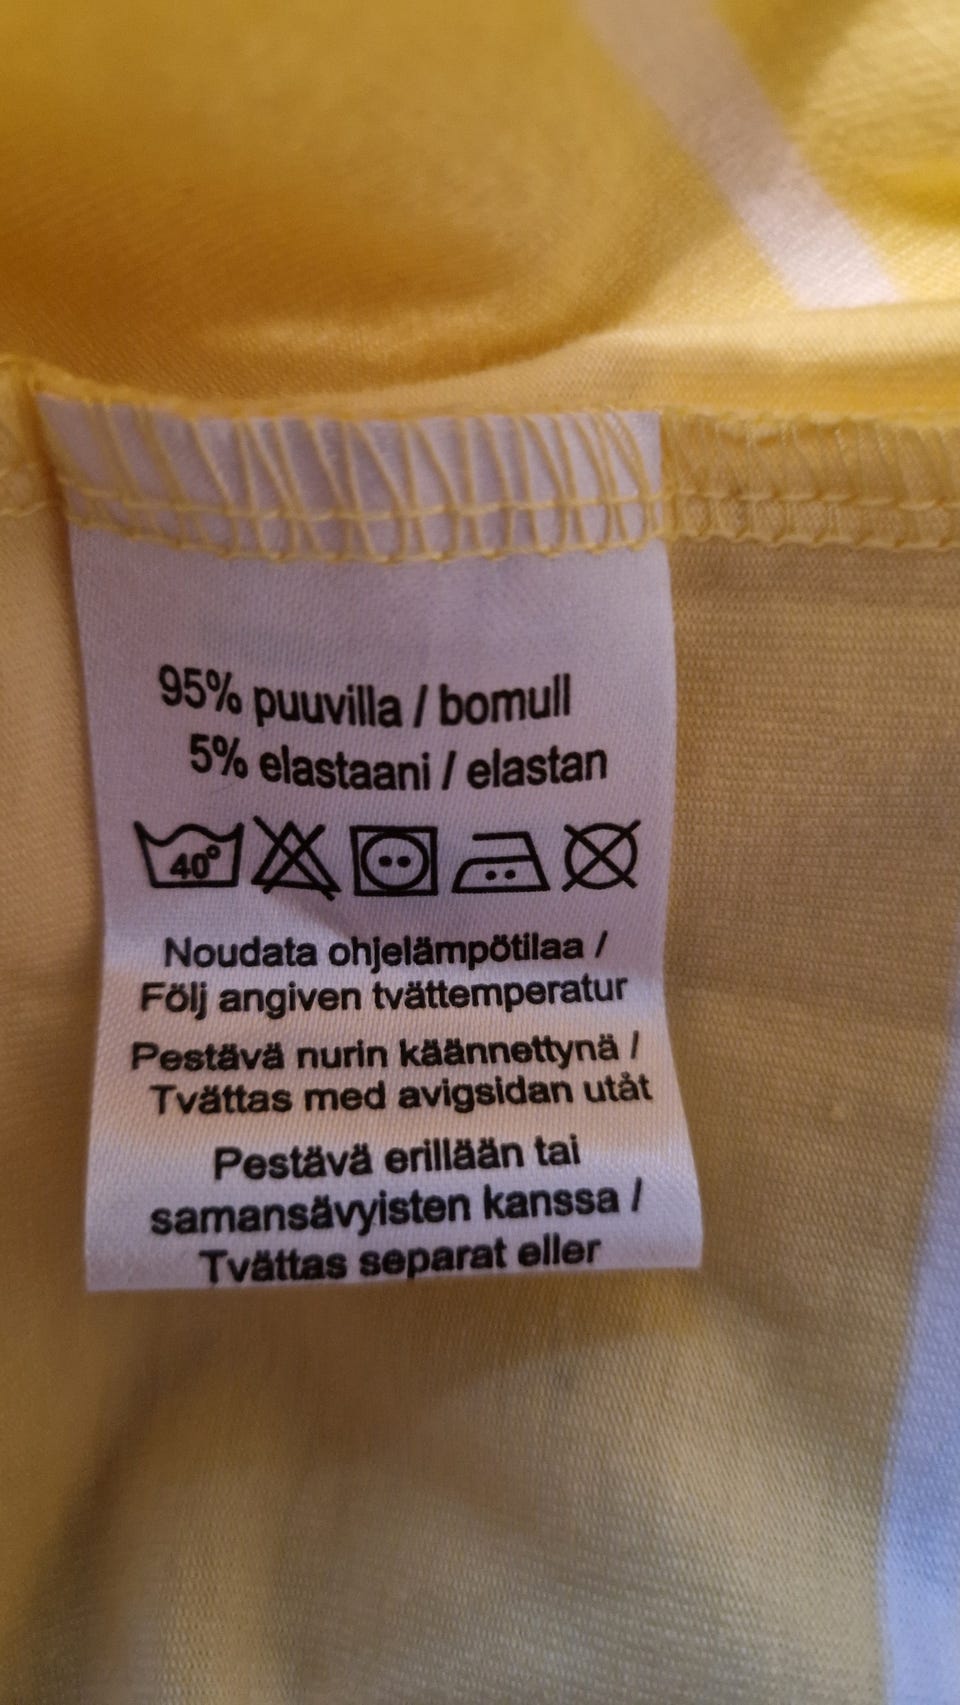 95% puuvilla / bomull
5% elastaani / elastan
40°
Noudata ohjelämpötilaa /
Följ angiven tvättemperatur
Pestävä nurin käännettynä /
Tvättas med avigsidan utåt
Pestävä erillään tai
samansävyisten kanssa /
Tvättas separat eller